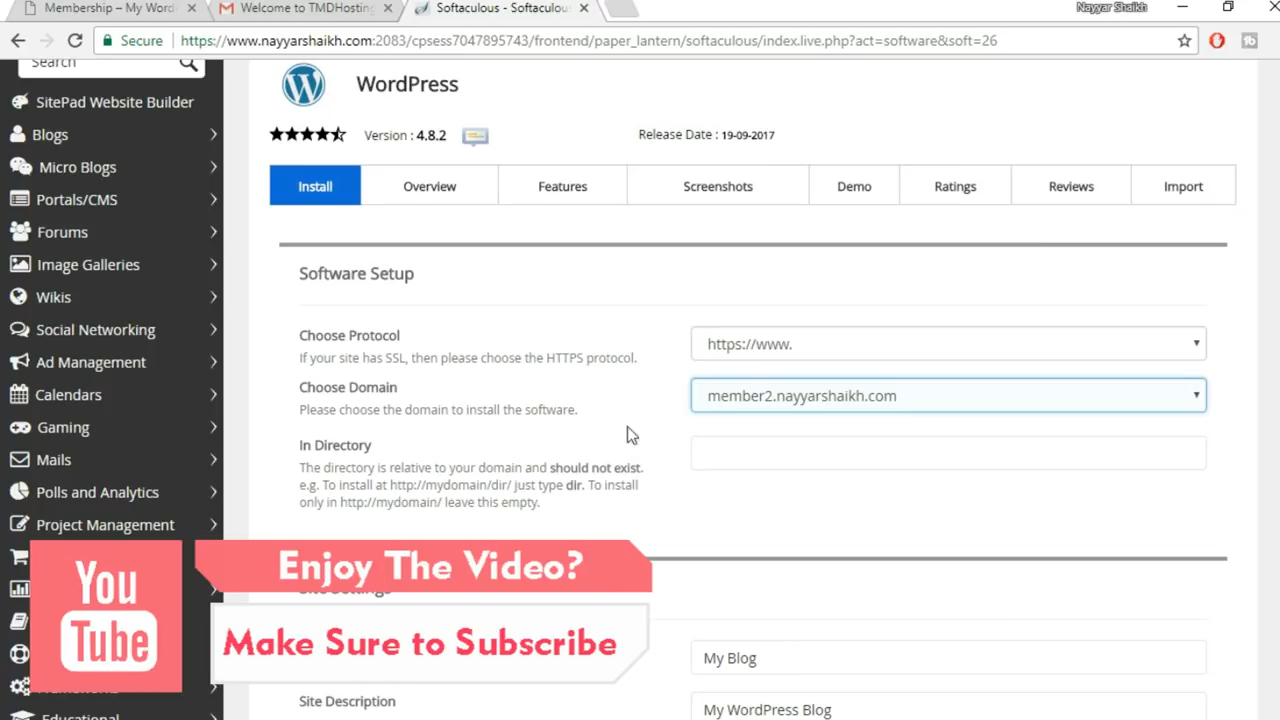 Membership – My Word
Welcome to TMDHosting
Softaculous - Softaculou
Nayyar Shaikh
Secure
https://www.nayyarshaikh.com:2083/cpsess7047895743/frontend/paper_lantern/softaculous/index.live.php?act=software&soft=26
Search
SitePad Website Builder
Blogs
Micro Blogs
Portals/CMS
Forums
Image Galleries
Wikis
Social Networking
Ad Management
Calendars
Gaming
Mails
Polls and Analytics
Project Management
Educational
WordPress
Version : 4.8.2
Release Date : 19-09-2017
Install
Overview
Features
Screenshots
Demo
Ratings
Reviews
Import
Software Setup
Choose Protocol
If your site has SSL, then please choose the HTTPS protocol.
https://www.
Choose Domain
Please choose the domain to install the software.
member2.nayyarshaikh.com
In Directory
The directory is relative to your domain and should not exist.
e.g. To install at http://mydomain/dir/ just type dir. To install
only in http://mydomain/ leave this empty.
Site Settings
My Blog
Site Description
My WordPress Blog
You
Tube
Enjoy The Video?
Make Sure to Subscribe